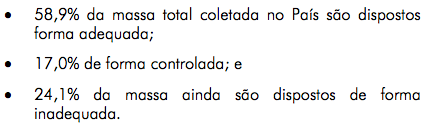 • 58,9% da massa total coletada no País são dispostos
forma adequada;
• 17,0% de forma controlada; e
• 24,1% da massa ainda são dispostos de forma
inadequada.